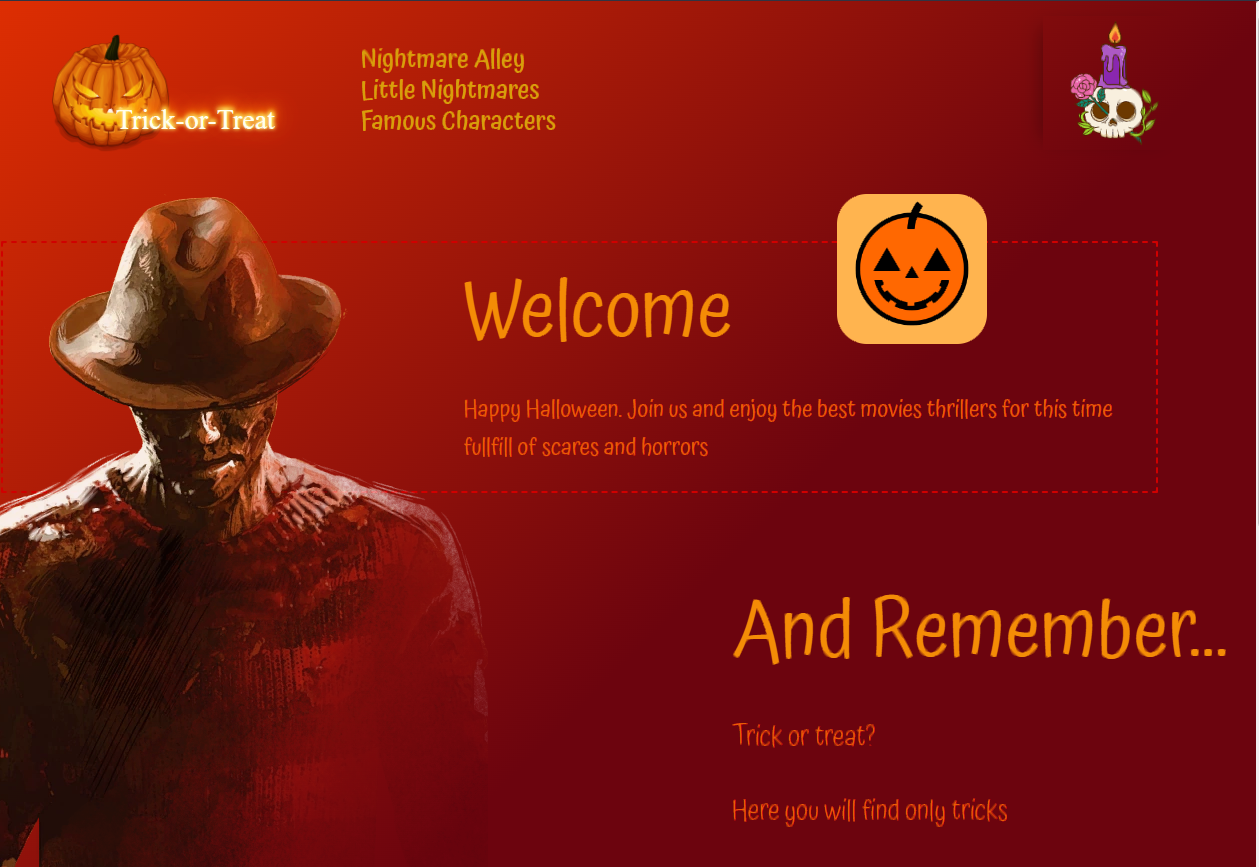 Trick-or-Treat
Nightmare Alley
Little Nightmares
Famous Characters
Welcome
Happy Halloween. Join us and enjoy the best movies thrillers for this time
fullfill of scares and horrors
And Remember...
Trick or treat?
Here you will find only tricks